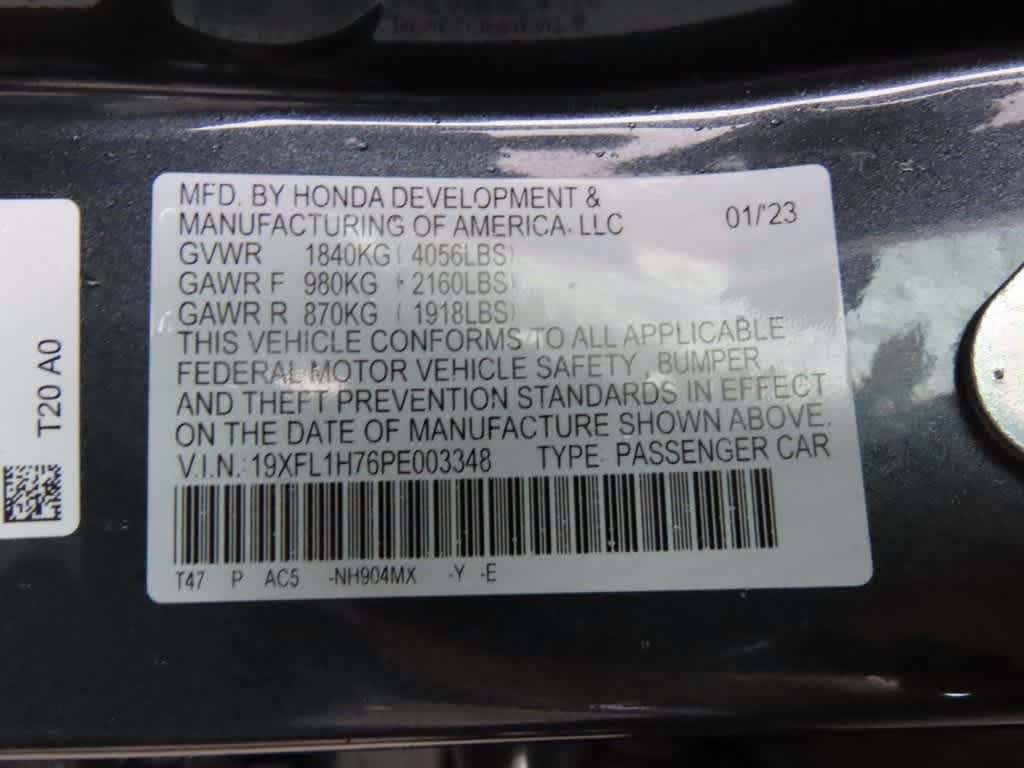 MFD. BY HONDA DEVELOPMENT &
MANUFACTURING OF AMERICA, LLC
01/'23
GVWR 1840KG ( 4056LBS)
GAWR F 980KG ( 2160LBS)
GAWR R 870KG ( 1918LBS)
THIS VEHICLE CONFORMS TO ALL APPLICABLE
FEDERAL MOTOR VEHICLE SAFETY, BUMPER,
AND THEFT PREVENTION STANDARDS IN EFFECT
ON THE DATE OF MANUFACTURE SHOWN ABOVE.
V.I.N.: 19XFL1H76PE003348 TYPE: PASSENGER CAR
T47 P AC5 -NH904MX -Y -E
T20 A0